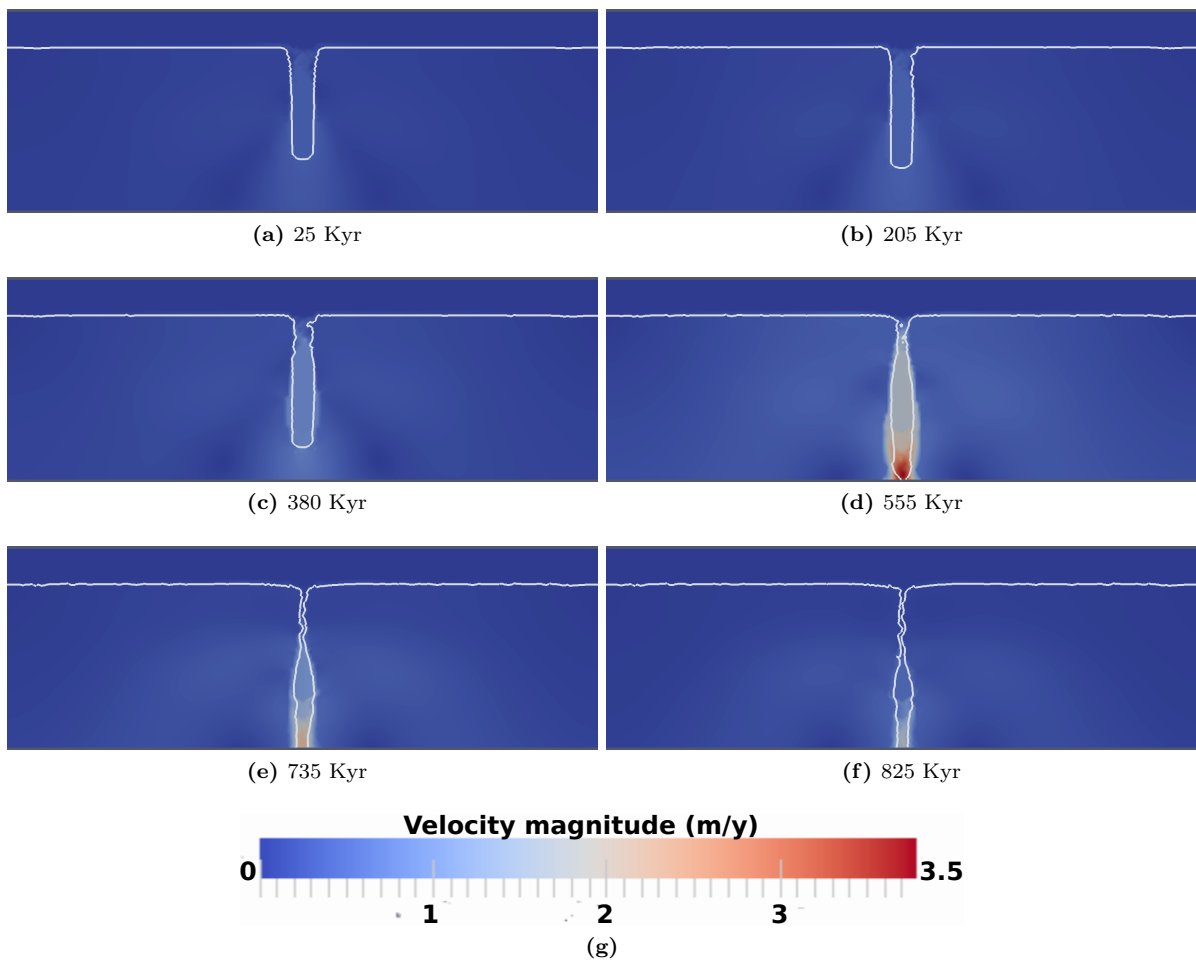 (a) 25 Kyr
(b) 205 Kyr
(c) 380 Kyr
(d) 555 Kyr
(e) 735 Kyr
(f) 825 Kyr
Velocity magnitude (m/y)
0 3.5
1 2 3
(g)